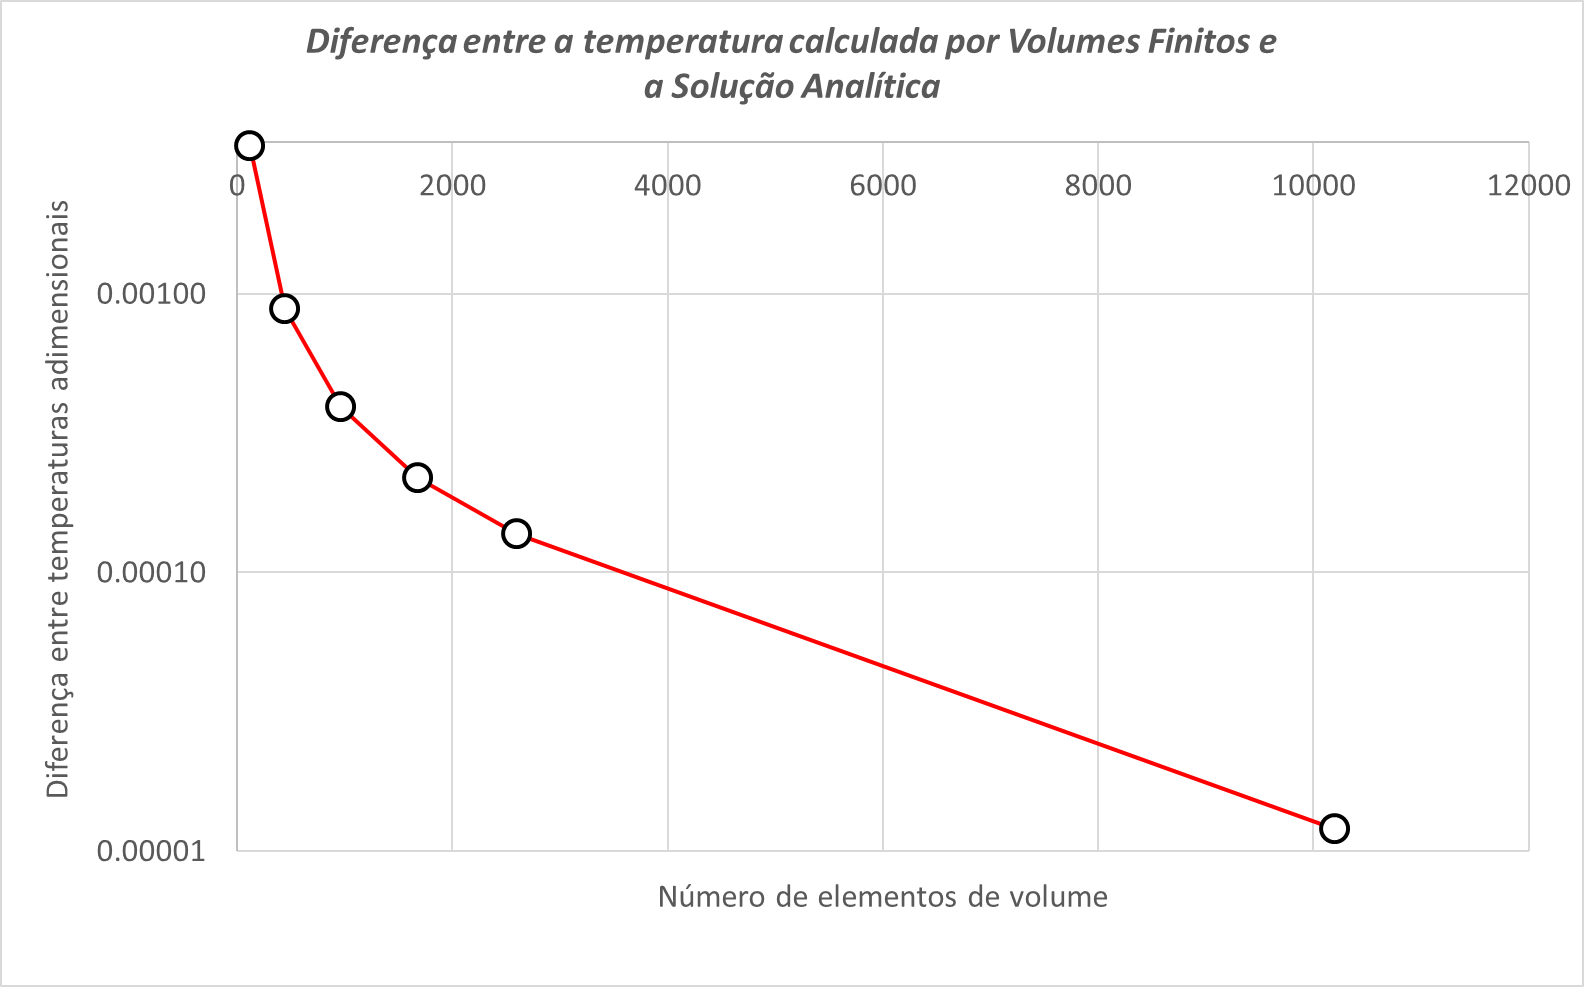 Diferença entre a temperatura calculada por Volumes Finitos e
a Solução Analítica
0 2000 4000 6000 8000 10000 12000
0.00100
0.00010
0.00001
Diferença entre temperaturas adimensionais
Número de elementos de volume